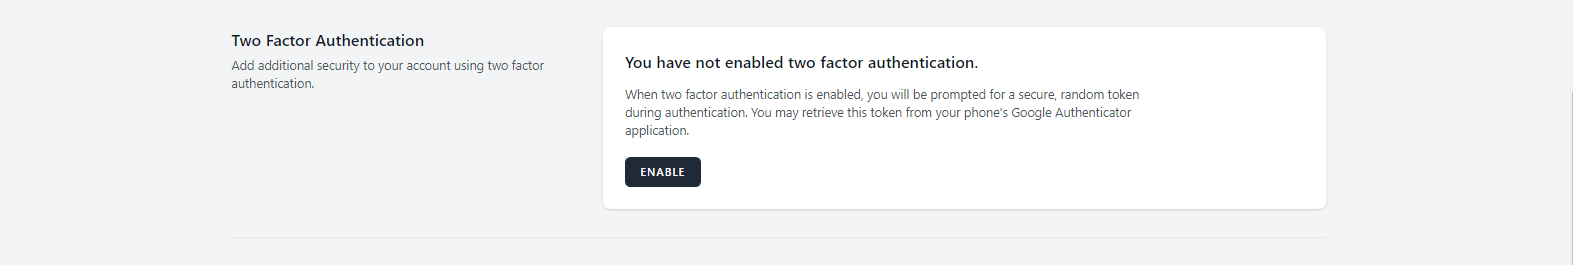 Two Factor Authentication
Add additional security to your account using two factor
authentication.
You have not enabled two factor authentication.
When two factor authentication is enabled, you will be prompted for a secure, random token
during authentication. You may retrieve this token from your phone's Google Authenticator
application.
ENABLE